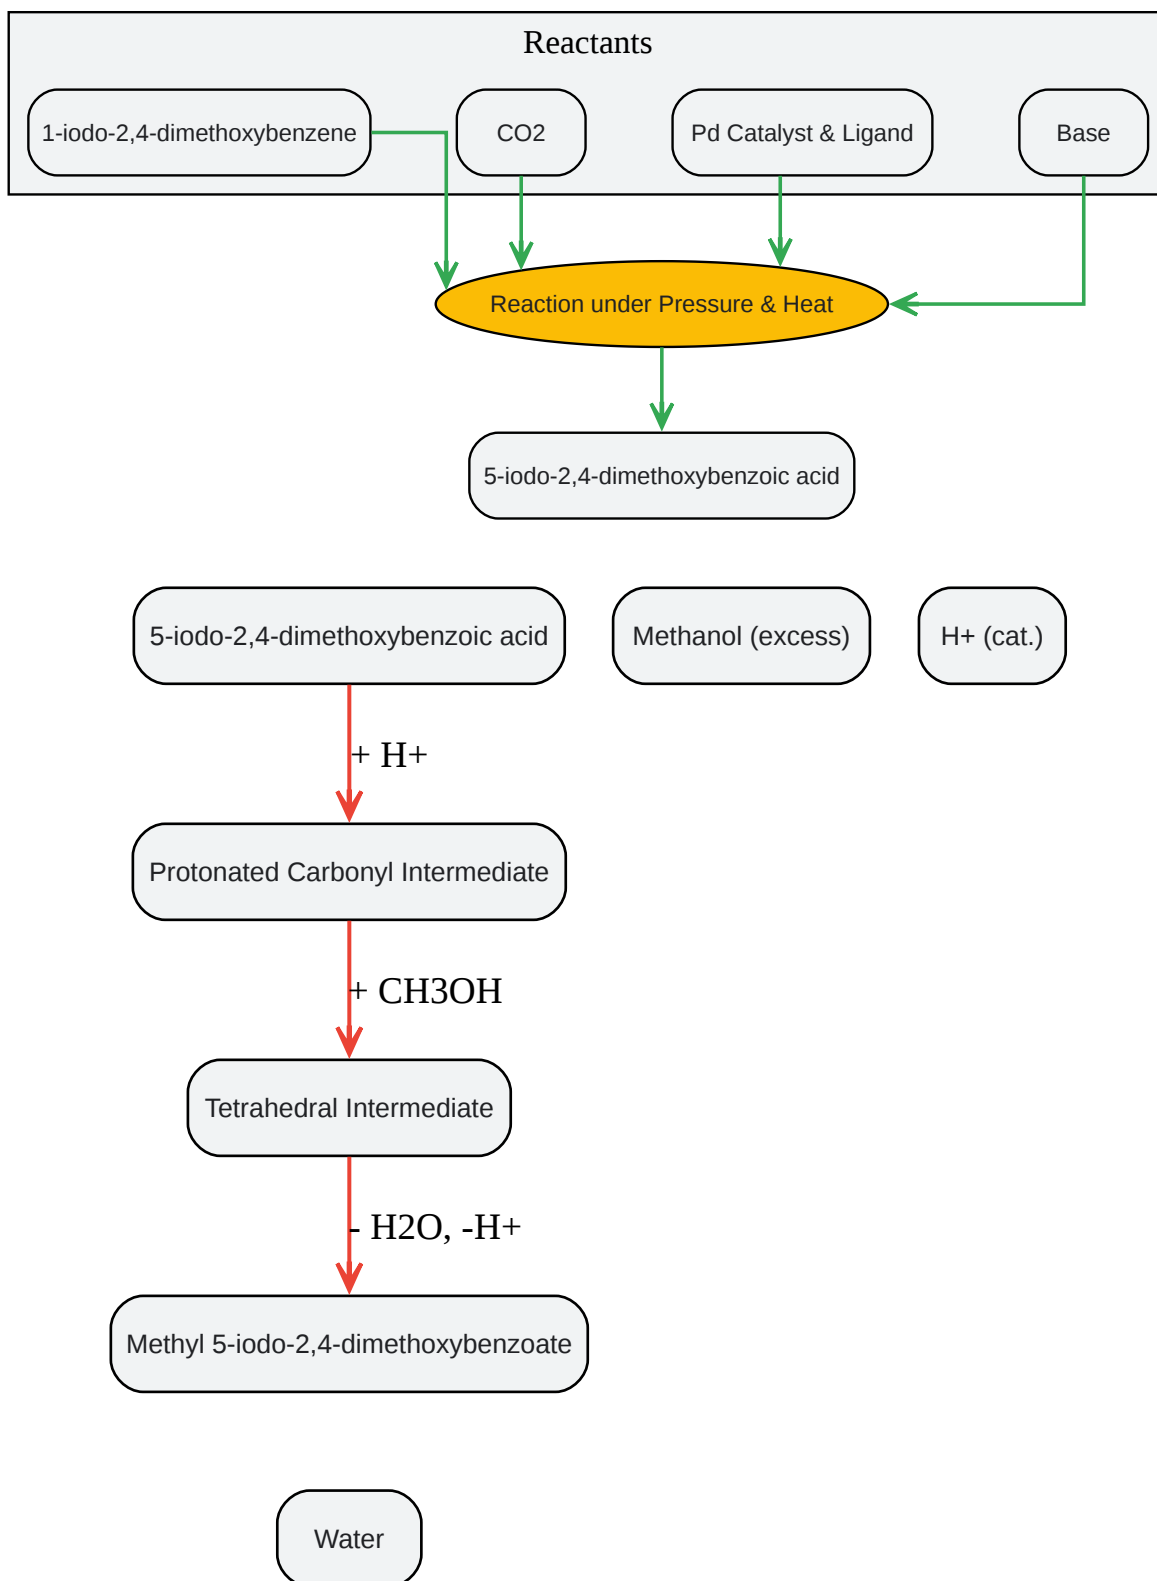 Reactants
1-iodo-2,4-dimethoxybenzene
CO2
Pd Catalyst & Ligand
Base
Reaction under Pressure & Heat
5-iodo-2,4-dimethoxybenzoic acid
5-iodo-2,4-dimethoxybenzoic acid
Methanol (excess)
H+ (cat.)
+ H+
Protonated Carbonyl Intermediate
+ CH3OH
Tetrahedral Intermediate
- H2O, -H+
Methyl 5-iodo-2,4-dimethoxybenzoate
Water